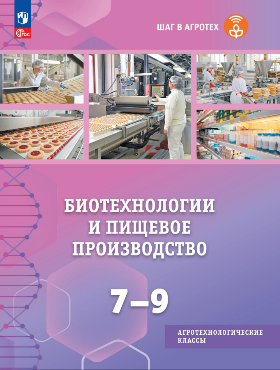 ШАГ В АГРОТЕХ
БИОТЕХНОЛОГИИ
И ПИЩЕВОЕ
ПРОИЗВОДСТВО
7–9
АГРОТЕХНОЛОГИЧЕСКИЕ
КЛАССЫ